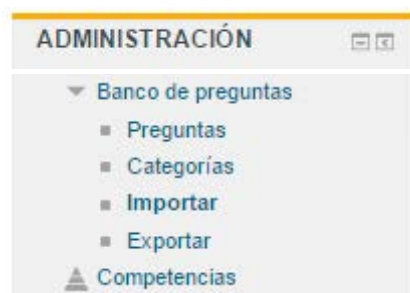 ADMINISTRACIÓN
Banco de preguntas
Preguntas
Categorías
Importar
Exportar
Competencias